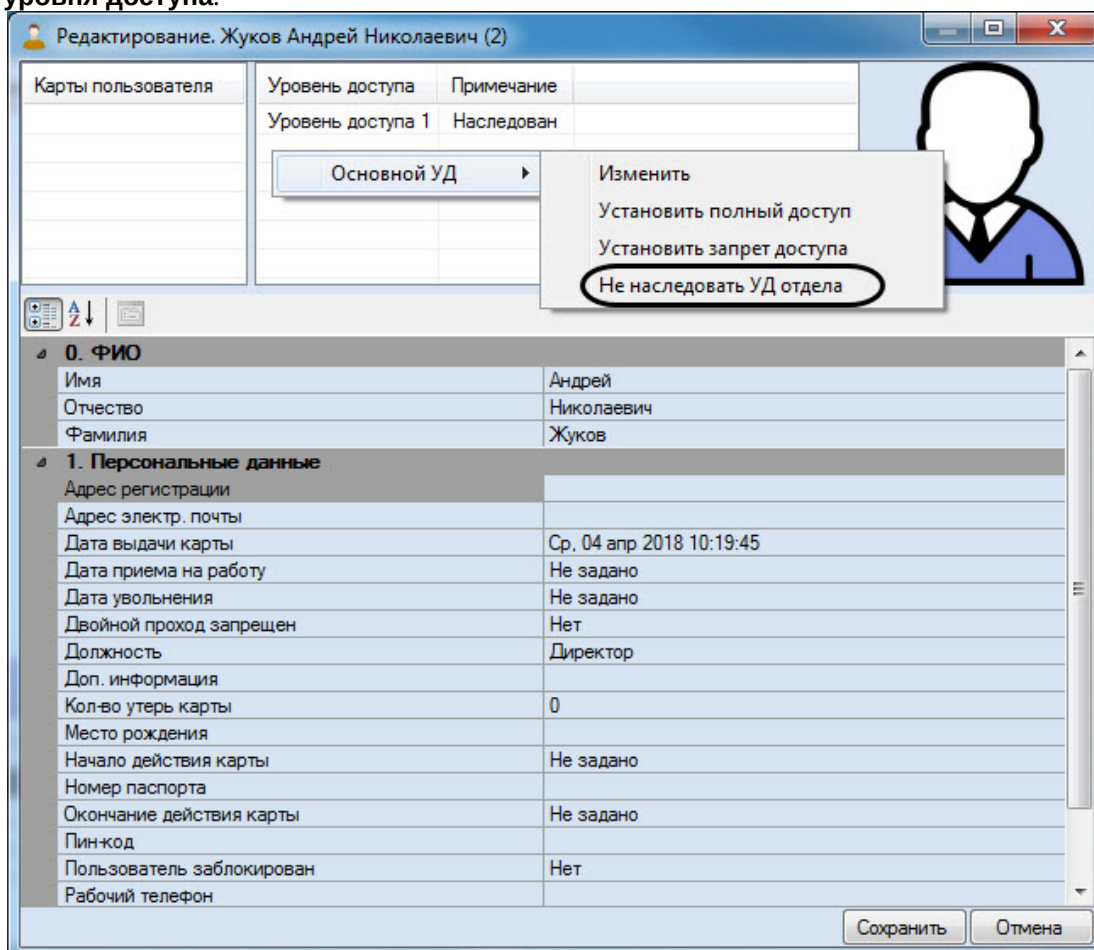 уровня доступа.
Редактирование. Жуков Андрей Николаевич (2)
Карты пользователя Уровень доступа Примечание
Уровень доступа 1 Наследован
Основной УД Изменить
Установить полный доступ
Установить запрет доступа
Не наследовать УД отдела
0. ФИО
Имя Андрей
Отчество Николаевич
Фамилия Жуков
1. Персональные данные
Адрес регистрации
Адрес электр. почты
Дата выдачи карты Ср, 04 апр 2018 10:19:45
Дата приема на работу Не задано
Дата увольнения Не задано
Двойной проход запрещен Нет
Должность Директор
Доп. информация
Кол-во утерь карты 0
Место рождения
Начало действия карты Не задано
Номер паспорта
Окончание действия карты Не задано
Пин-код
Пользователь заблокирован Нет
Рабочий телефон
Сохранить Отмена